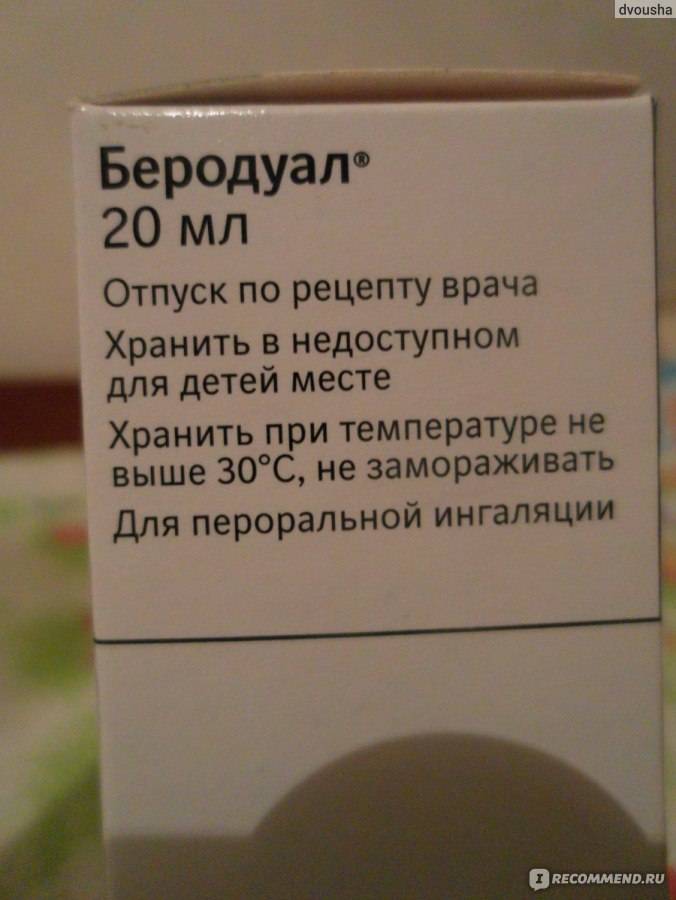 dvousha
Беродуал®
20 мл
Отпуск по рецепту врача
Хранить в недоступном
для детей месте
Хранить при температуре не
выше 30°С, не замораживать
Для пероральной ингаляции
IRECOMMEND.RU